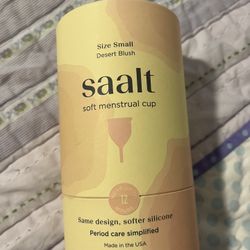 Size Small
Desert Blush
saalt
soft menstrual cup
12
Same design, softer silicone
Period care simplified
Made in the USA